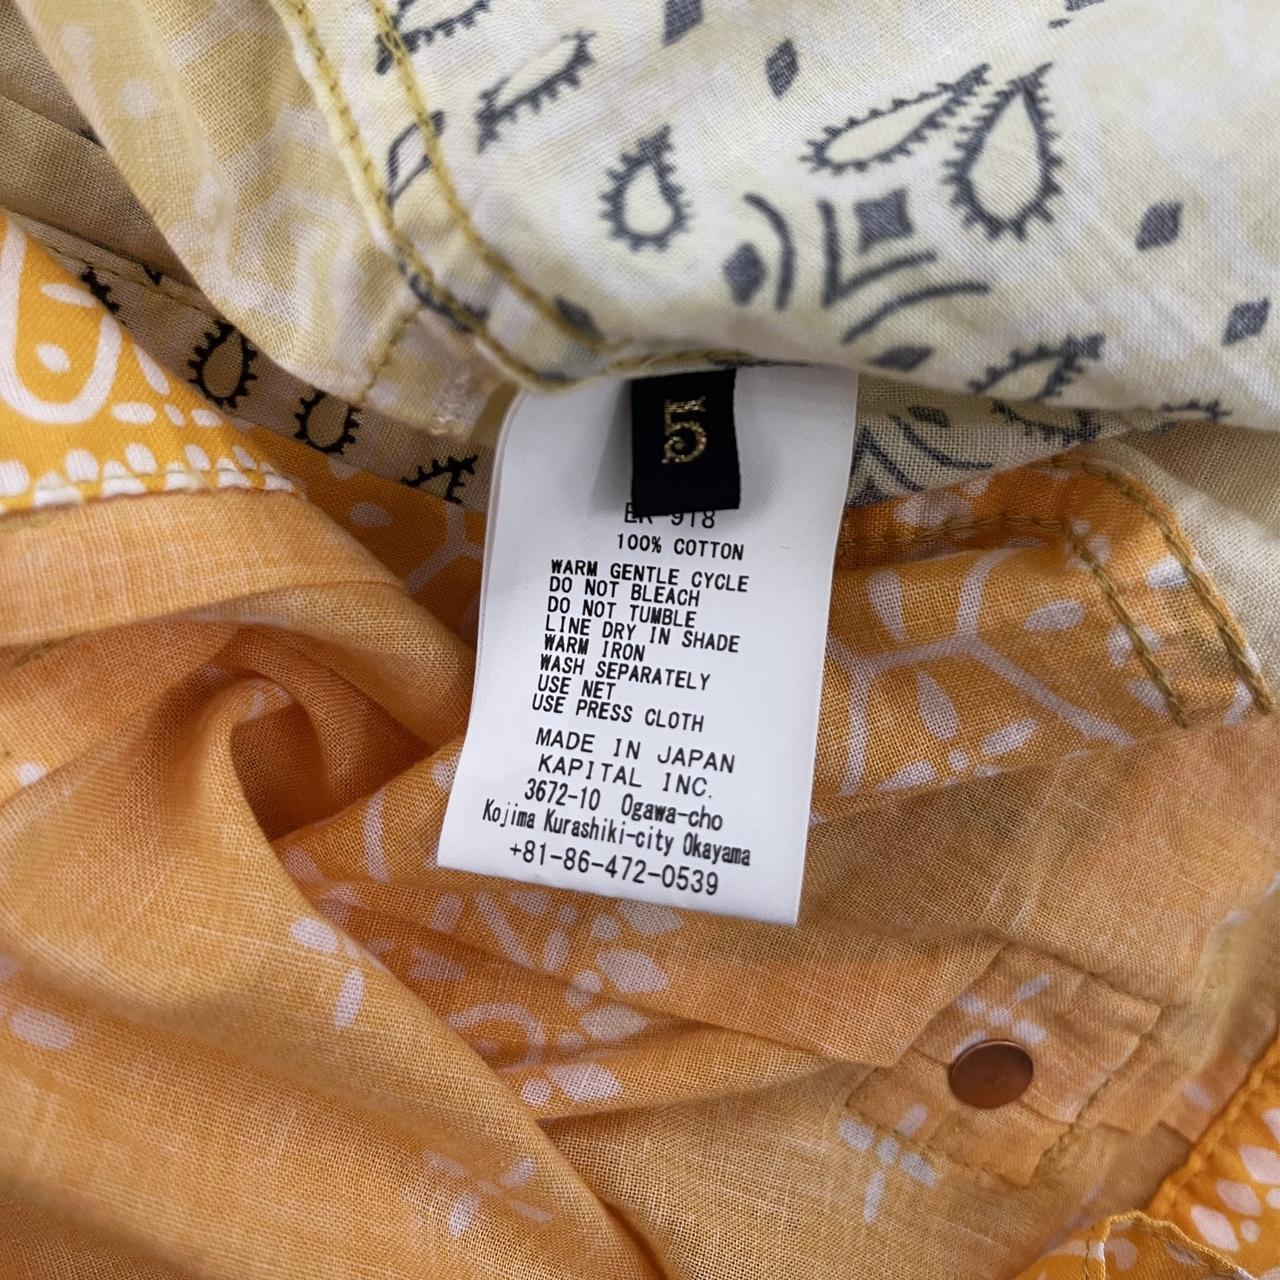 5
918
100% COTTON
WARM GENTLE CYCLE
DO NOT BLEACH
DO NOT TUMBLE
LINE DRY IN SHADE
WARM IRON
WASH SEPARATELY
USE NET
USE PRESS CLOTH
MADE IN JAPAN
KAPITAL INC.
3672-10 Ogawa-cho
Kojima Kurashiki-city Okayama
+81-86-472-0539